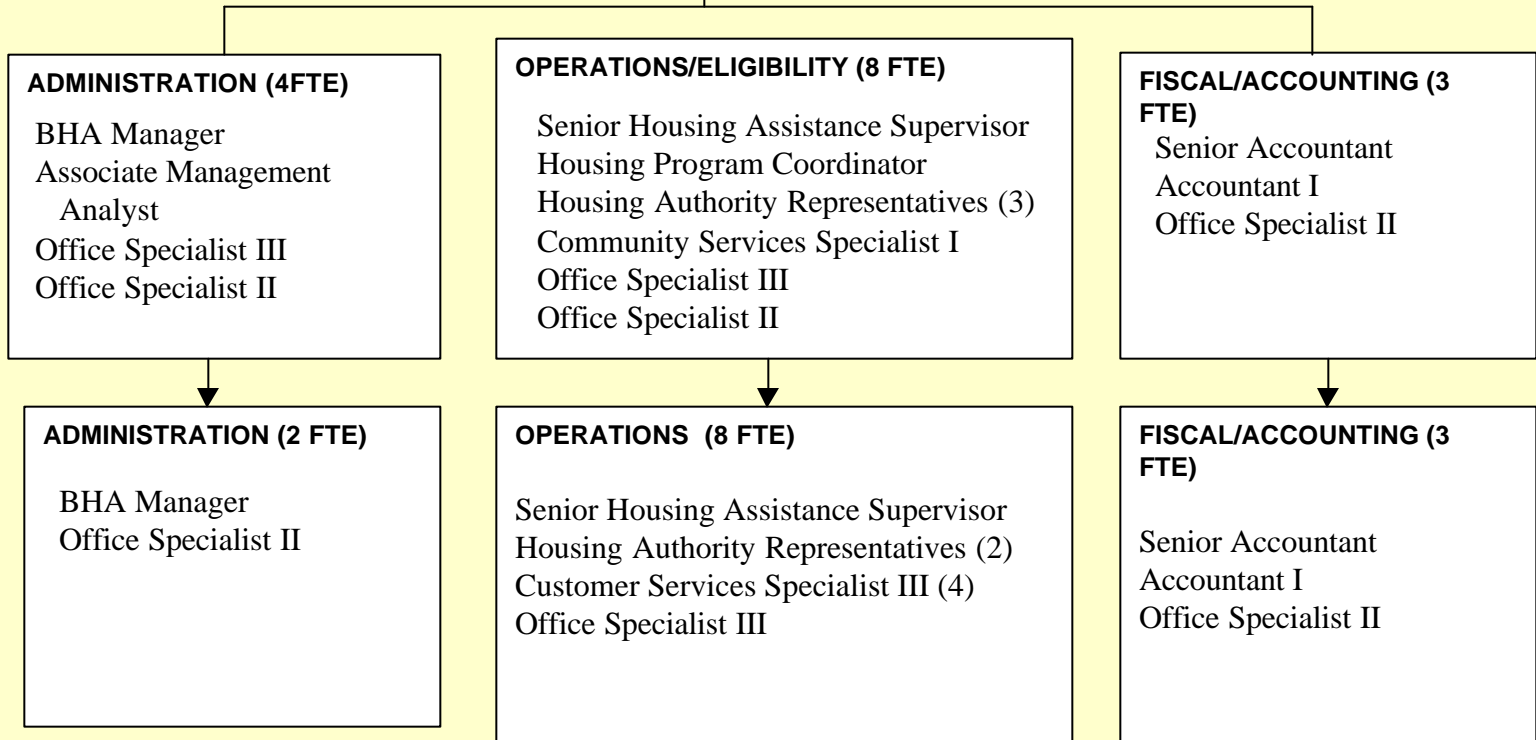 ADMINISTRATION (4FTE)
BHA Manager
Associate Management
Analyst
Office Specialist III
Office Specialist II
OPERATIONS/ELIGIBILITY (8 FTE)
Senior Housing Assistance Supervisor
Housing Program Coordinator
Housing Authority Representatives (3)
Community Services Specialist I
Office Specialist III
Office Specialist II
FISCAL/ACCOUNTING (3
FTE)
Senior Accountant
Accountant I
Office Specialist II
ADMINISTRATION (2 FTE)
BHA Manager
Office Specialist II
OPERATIONS (8 FTE)
Senior Housing Assistance Supervisor
Housing Authority Representatives (2)
Customer Services Specialist III (4)
Office Specialist III
FISCAL/ACCOUNTING (3
FTE)
Senior Accountant
Accountant I
Office Specialist II